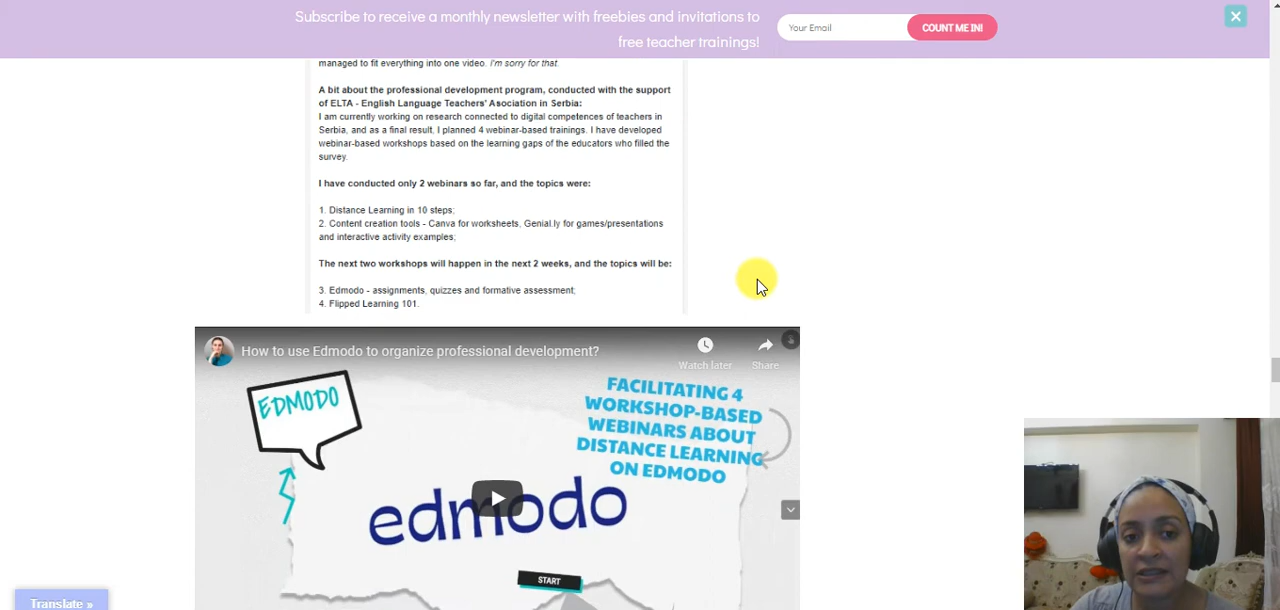 Subscribe to receive a monthly newsletter with freebies and invitations to
free teacher trainings!
Your Email
COUNT ME IN!
managed to fit everything into one video. I'm sorry for that.
A bit about the professional development program, conducted with the support
of ELTA - English Language Teachers' Asociation in Serbia:
I am currently working on research connected to digital competences of teachers in
Serbia, and as a final result, I planned 4 webinar-based trainings. I have developed
webinar-based workshops based on the learning gaps of the educators who filled the
survey.
I have conducted only 2 webinars so far, and the topics were:
1. Distance Learning in 10 steps;
2. Content creation tools - Canva for worksheets, Genial.ly for games/presentations
and interactive activity examples;
The next two workshops will happen in the next 2 weeks, and the topics will be:
3. Edmodo - assignments, quizzes and formative assessment;
4. Flipped Learning 101.
How to use Edmodo to organize professional development?
Watch later
Share
EDMODO
FACILITATING 4
WORKSHOP-BASED
WEBINARS ABOUT
DISTANCE LEARNING
ON EDMODO
edmodo
START
Translate »